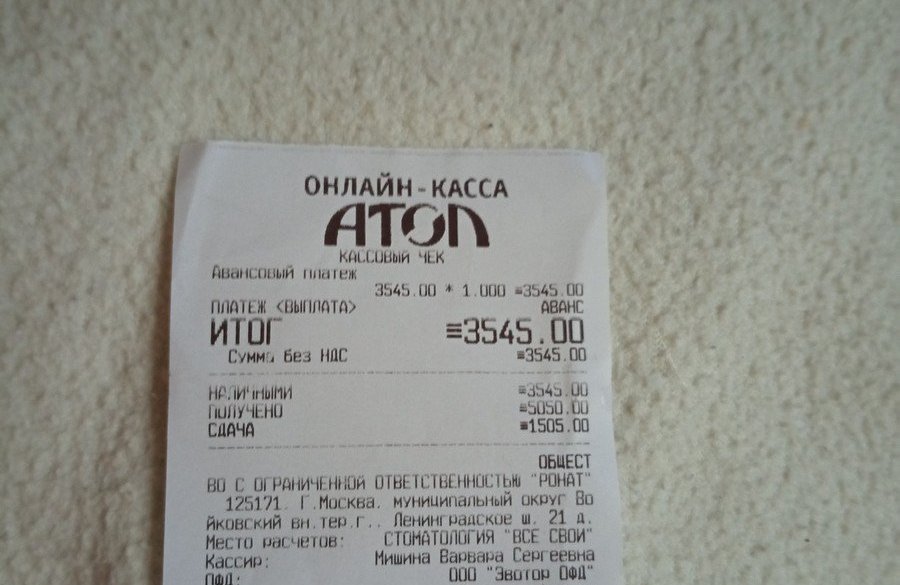 ОНЛАЙН-КАССА
АТОЛ
КАССОВЫЙ ЧЕК
Авансовый платеж
3545.00 * 1.000 ≡3545.00
ПЛАТЕЖ <ВЫПЛАТА> АВАНС
ИТОГ ≡3545.00
Сумма без НДС ≡3545.00
НАЛИЧНЫМИ ≡3545.00
ПОЛУЧЕНО ≡5050.00
СДАЧА ≡1505.00
ОБЩЕСТ
ВО С ОГРАНИЧЕННОЙ ОТВЕТСТВЕННОСТЬЮ "РОНАТ"
125171, Г.Москва, муниципальный округ Во
йковский вн.тер.г., Ленинградское ш. 21 д.
Место расчетов: СТОМАТОЛОГИЯ "ВСЕ СВОИ"
Кассир: Мишина Варвара Сергеевна
ОФД: ООО "Эвотор ОФД"